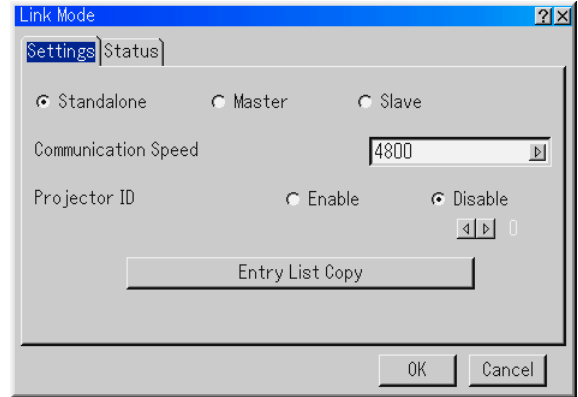 Link Mode ? ×
Settings Status
Standalone Master Slave
Communication Speed 4800
Projector ID Enable Disable
0
Entry List Copy
OK Cancel